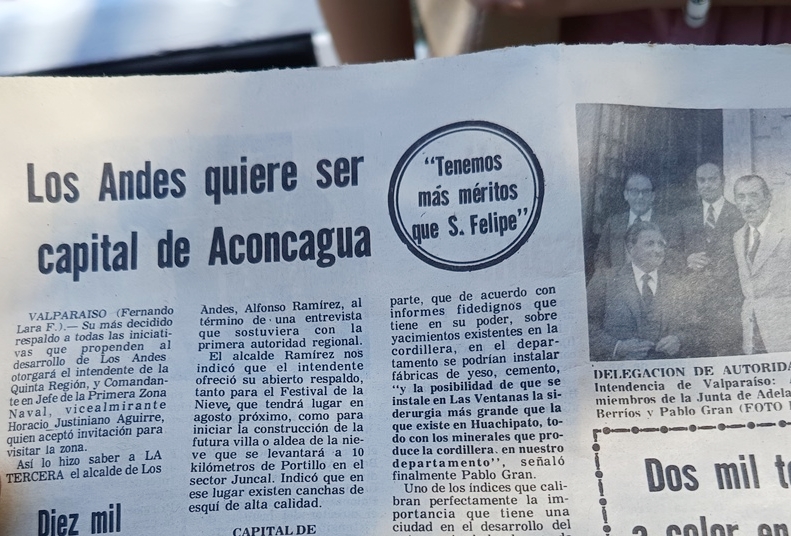 Los Andes quiere ser
capital de Aconcagua
"Tenemos
más méritos
que S. Felipe"
VALPARAISO (Fernando
Lara F.).— Su más decidido
respaldo a todas las iniciati-
vas que propenden al
desarrollo de Los Andes
otorgará el intendente de la
Quinta Región, y Comandan-
te en Jefe de la Primera Zona
Naval, vicealmirante
Horacio Justiniano Aguirre,
quien aceptó invitación para
visitar la zona.
Así lo hizo saber a LA
TERCERA el alcalde de Los
Diez mil
Andes, Alfonso Ramírez, al
término de una entrevista
que sostuviera con la
primera autoridad regional.
El alcalde Ramírez nos
indicó que el intendente
ofreció su abierto respaldo,
tanto para el Festival de la
Nieve, que tendrá lugar en
agosto próximo, como para
iniciar la construcción de la
futura villa o aldea de la nie-
ve que se levantará a 10
kilómetros de Portillo en el
sector Juncal. Indicó que en
ese lugar existen canchas de
esquí de alta calidad.
CAPITAL DE
parte, que de acuerdo con
informes fidedignos que
tiene en su poder, sobre
yacimientos existentes en la
cordillera, en el depar-
tamento se podrían instalar
fábricas de yeso, cemento,
"y la posibilidad de que se
instale en Las Ventanas la si-
derurgia más grande que la
que existe en Huachipato, to-
do con los minerales que pro-
duce la cordillera. en nuestro
departamento", señaló
finalmente Pablo Gran.
Uno de los índices que cali-
bran perfectamente la im-
portancia que tiene una
ciudad en el desarrollo del
DELEGACION DE AUTORIDA
Intendencia de Valparaíso:
miembros de la Junta de Adela
Berríos y Pablo Gran (FOTO
Dos mil t
a color en